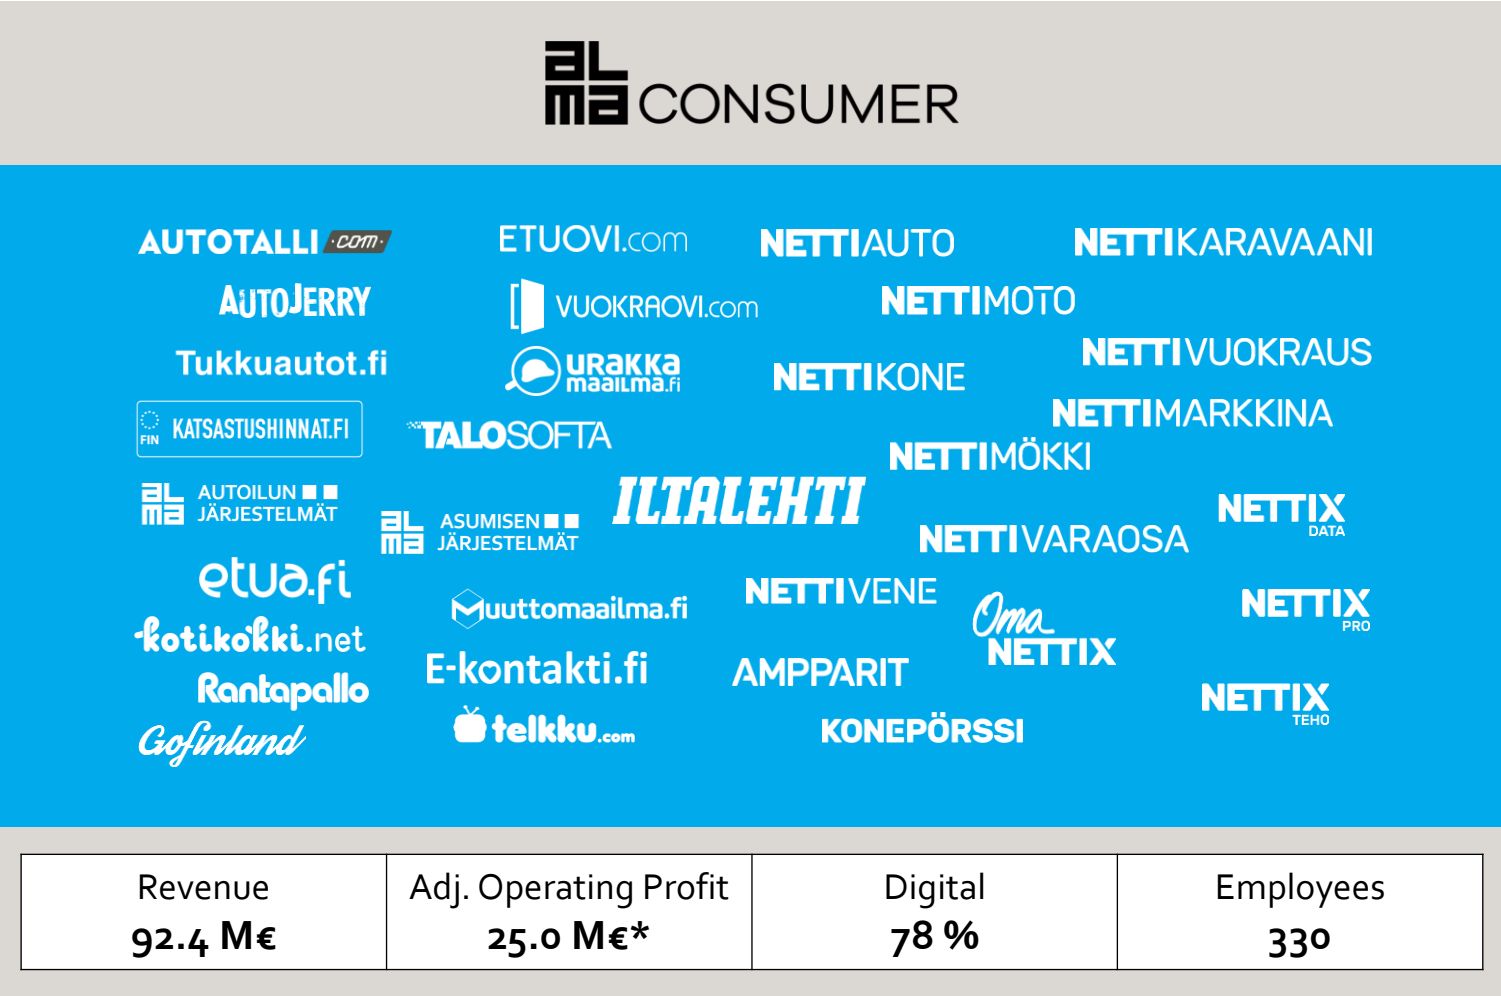 ALMA CONSUMER
AUTOTALLI .com.
ETUOVI.com
NETTIAUTO
NETTIKARAVAANI
AUTOJERRY
VUOKRAOVI.com
NETTIMOTO
Tukkuautot.fi
URAKKA
maailma.fi
NETTIKONE
NETTIVUOKRAUS
FIN KATSASTUSHINNAT.FI
TALOSOFTA
NETTIMARKKINA
NETTIMÖKKI
ALMA AUTOILUN
JÄRJESTELMÄT
ALMA ASUMISEN
JÄRJESTELMÄT
ILTALEHTI
NETTIX
DATA
NETTIVARAOSA
etua.fi
Muuttomaailma.fi
NETTIVENE
Oma
NETTIX
NETTIX
PRO
kotikokki.net
E-kontakti.fi
AMPPARIT
Rantapallo
NETTIX
TEHO
Gofinland
telkku.com
KONEPÖRSSI
Revenue
92.4 M€
Adj. Operating Profit
25.0 M€*
Digital
78 %
Employees
330